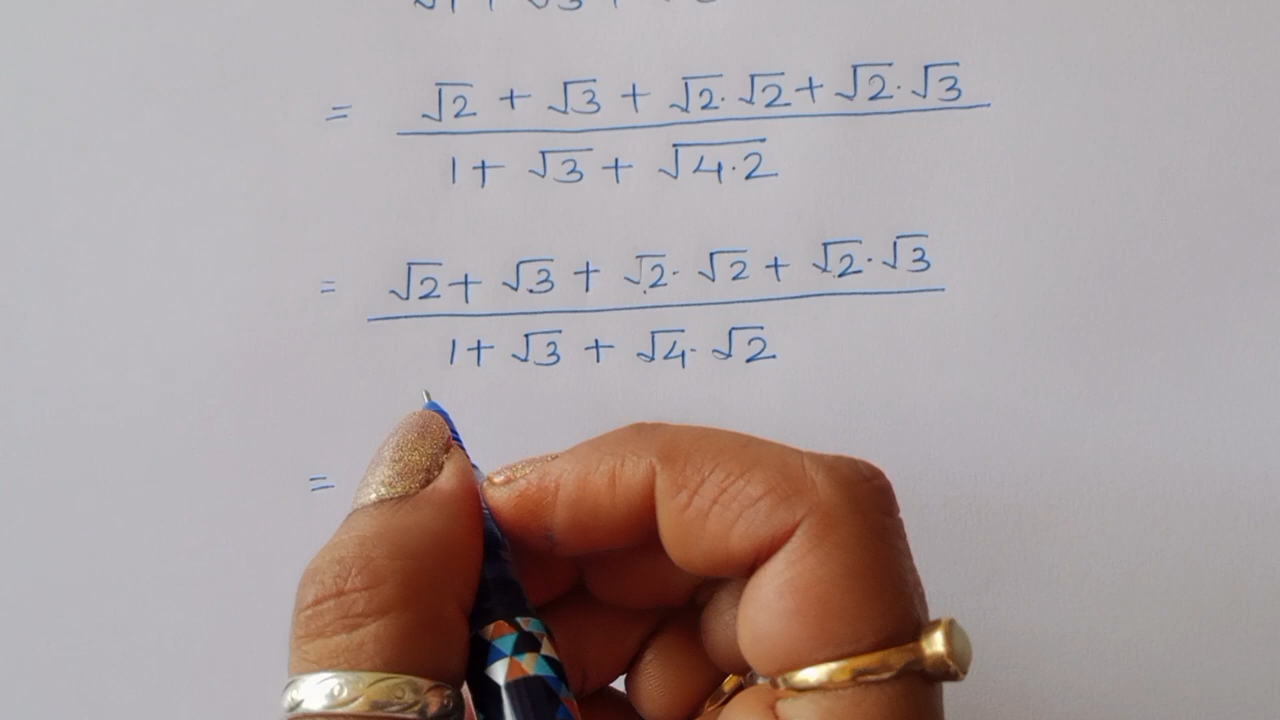 = √2 + √3 + √2·√2 + √2·√3
1 + √3 + √4·2
= √2 + √3 + √2·√2 + √2·√3
1 + √3 + √4·√2
=